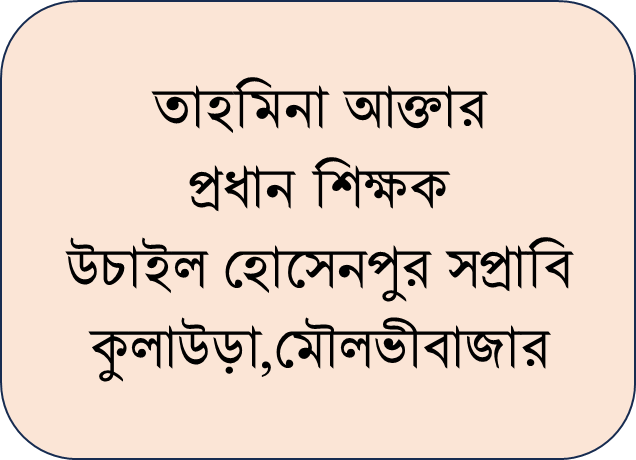 তাহমিনা আক্তার
প্রধান শিক্ষক
উচাইল হোসেনপুর সপ্রাবি
কুলাউড়া,মৌলভীবাজার